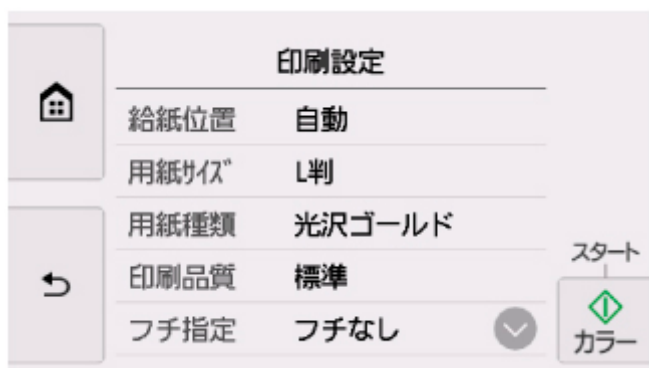 印刷設定
給紙位置 自動
用紙サイズ L判
用紙種類 光沢ゴールド
印刷品質 標準
フチ指定 フチなし
スタート
カラー